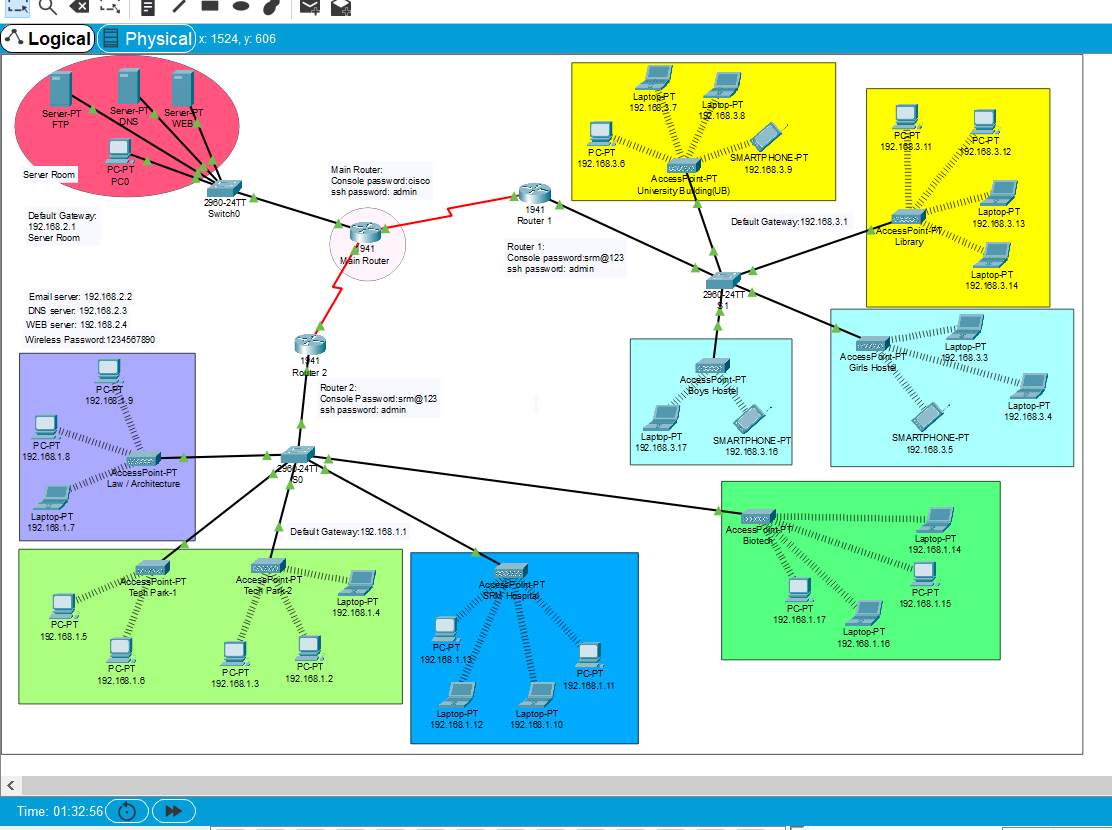 Logical
Physical
x: 1524, y: 606
Server-PT
FTP
Server-PT
DNS
Server-PT
WEB
PC-PT
PC0
Server Room
2960-24TT
Switch0
Default Gateway:
192.168.2.1
Server Room
Main Router:
Console password:cisco
ssh password: admin
1941
Main Router
1941
Router 1
Router 1:
Console password:srm@123
ssh password: admin
Laptop-PT
192.168.3.7
Laptop-PT
192.168.3.8
PC-PT
192.168.3.6
SMARTPHONE-PT
192.168.3.9
AccessPoint-PT
University Building(UB)
Default Gateway:192.168.3.1
PC-PT
192.168.3.11
PC-PT
192.168.3.12
Laptop-PT
192.168.3.13
AccessPoint-PT
Library
Laptop-PT
192.168.3.14
2960-24TT
S1
Email server: 192.168.2.2
DNS server: 192.168.2.3
WEB server: 192.168.2.4
Wireless Password:1234567890
1941
Router 2
Router 2:
Console Password:srm@123
ssh password: admin
AccessPoint-PT
Boys Hostel
Laptop-PT
192.168.3.17
SMARTPHONE-PT
192.168.3.16
AccessPoint-PT
Girls Hostel
Laptop-PT
192.168.3.3
Laptop-PT
192.168.3.4
SMARTPHONE-PT
192.168.3.5
PC-PT
192.168.1.9
PC-PT
192.168.1.8
AccessPoint-PT
Law / Architecture
Laptop-PT
192.168.1.7
2960-24TT
S0
Default Gateway:192.168.1.1
AccessPoint-PT
Tech Park-1
PC-PT
192.168.1.5
PC-PT
192.168.1.6
AccessPoint-PT
Tech Park-2
Laptop-PT
192.168.1.4
PC-PT
192.168.1.3
PC-PT
192.168.1.2
AccessPoint-PT
SRM Hospital
PC-PT
192.168.1.13
PC-PT
192.168.1.11
Laptop-PT
192.168.1.12
Laptop-PT
192.168.1.10
AccessPoint-PT
Biotech
Laptop-PT
192.168.1.14
PC-PT
192.168.1.15
PC-PT
192.168.1.17
Laptop-PT
192.168.1.16
Time: 01:32:56